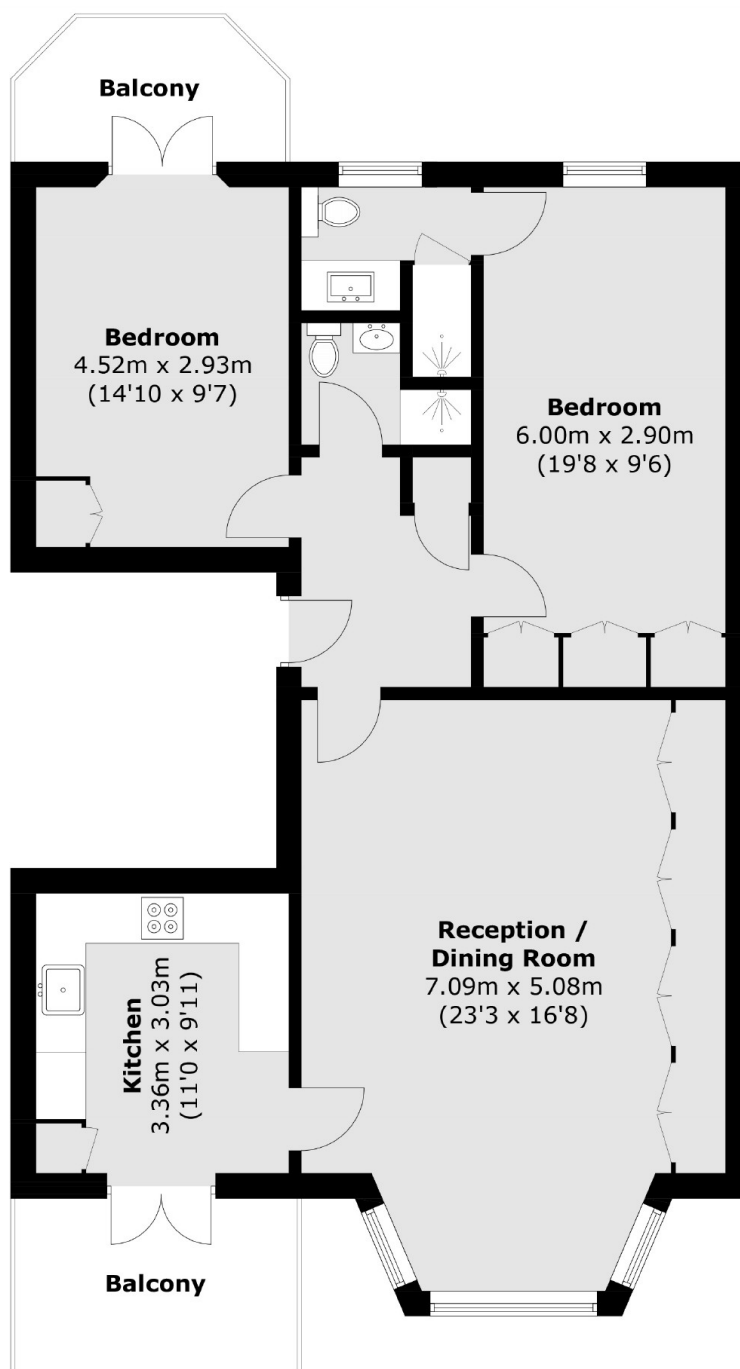 Balcony
Bedroom
4.52m x 2.93m
(14'10 x 9'7)
Bedroom
6.00m x 2.90m
(19'8 x 9'6)
Reception /
Dining Room
7.09m x 5.08m
(23'3 x 16'8)
Kitchen
3.36m x 3.03m
(11'0 x 9'11)
Balcony